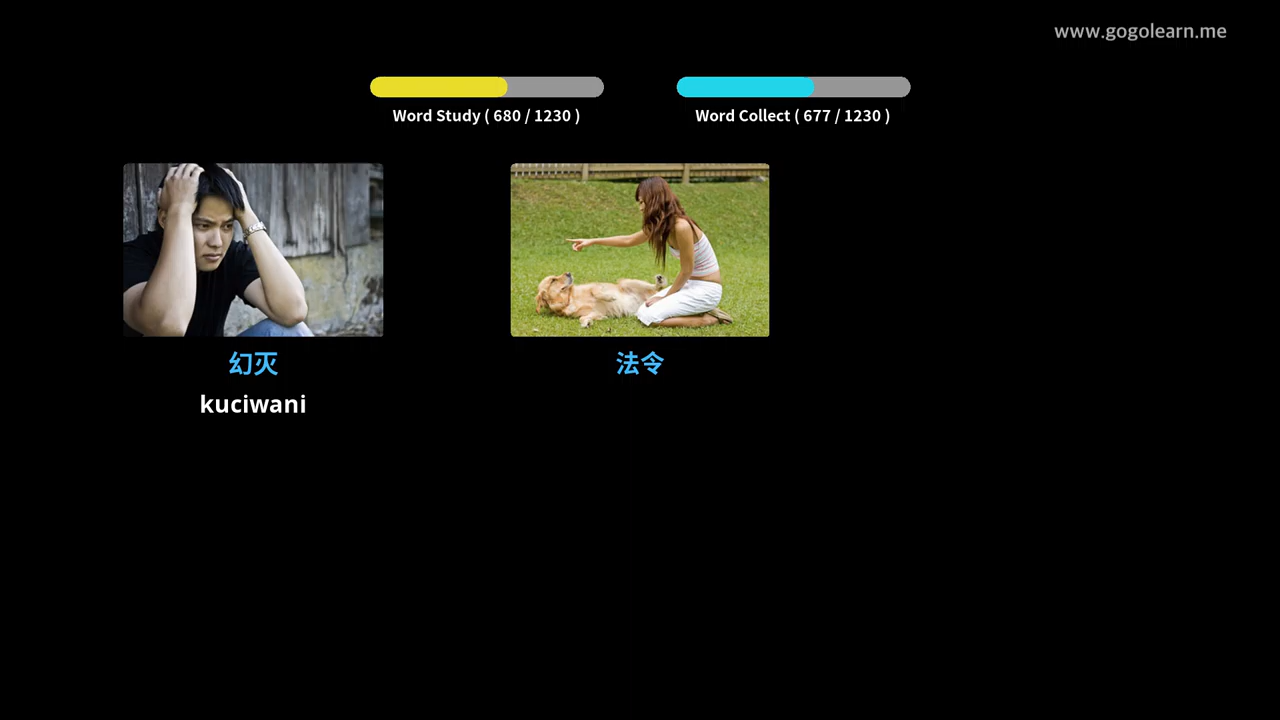 www.gogolearn.me
Word Study ( 680 / 1230 )
Word Collect ( 677 / 1230 )
幻灭
法令
kuciwani